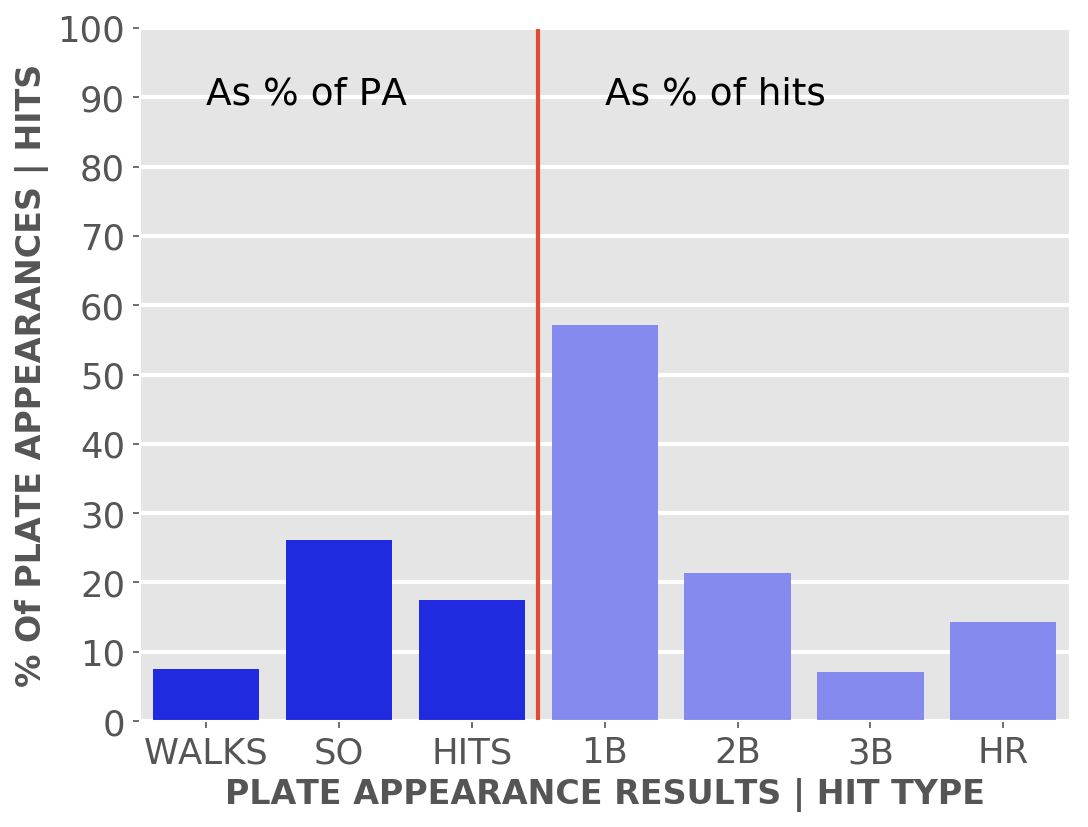 % Of PLATE APPEARANCES | HITS
100
90
80
70
60
50
40
30
20
10
0
As % of PA
As % of hits
WALKS SO HITS 1B 2B 3B HR
PLATE APPEARANCE RESULTS | HIT TYPE